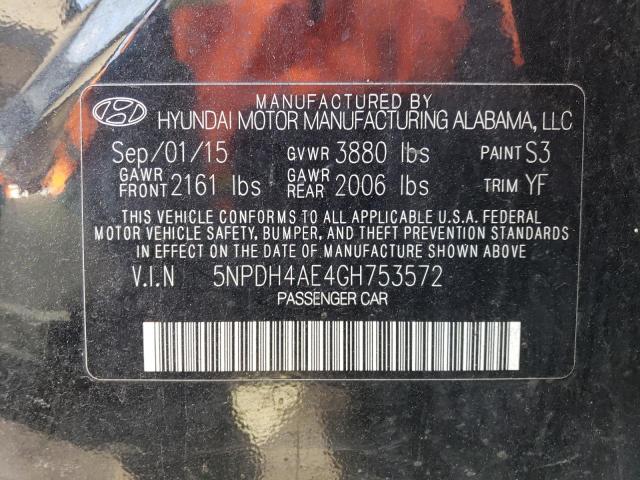 MANUFACTURED BY
HYUNDAI MOTOR MANUFACTURING ALABAMA, LLC
Sep/01/15 GVWR 3880 lbs PAINT S3
GAWR FRONT 2161 lbs GAWR REAR 2006 lbs TRIM YF
THIS VEHICLE CONFORMS TO ALL APPLICABLE U.S.A. FEDERAL
MOTOR VEHICLE SAFETY, BUMPER, AND THEFT PREVENTION STANDARDS
IN EFFECT ON THE DATE OF MANUFACTURE SHOWN ABOVE
V.I.N 5NPDH4AE4GH753572
PASSENGER CAR